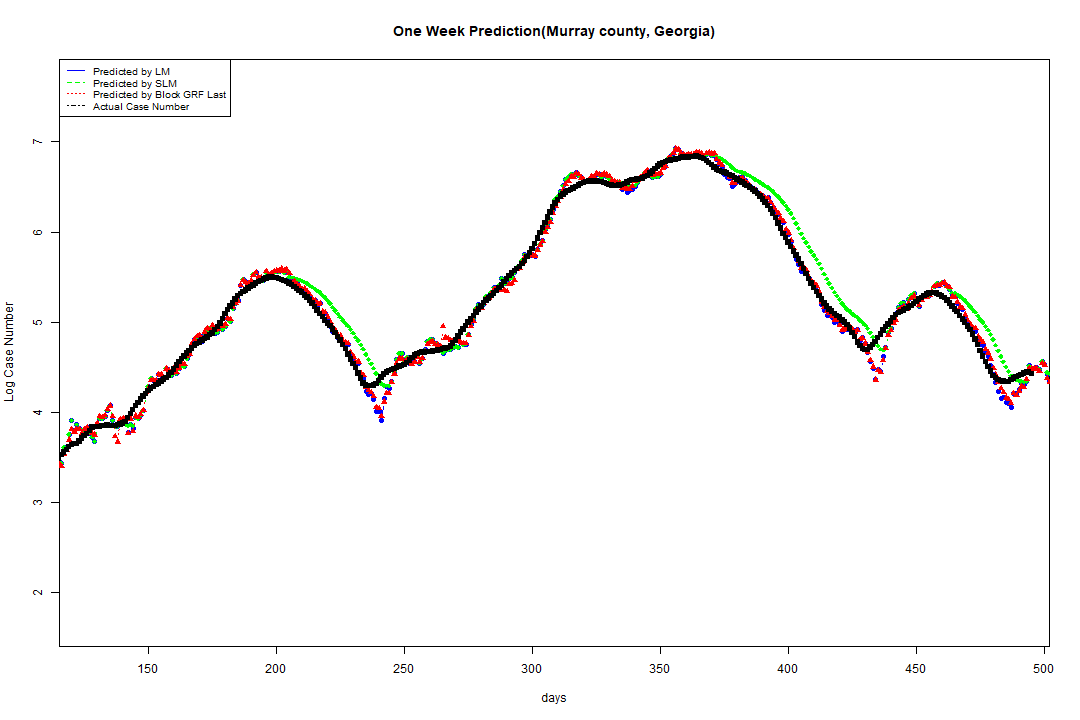 One Week Prediction(Murray county, Georgia)
Predicted by LM
Predicted by SLM
Predicted by Block GRF Last
Actual Case Number
7
6
5
4
3
2
Log Case Number
150 200 250 300 350 400 450 500
days